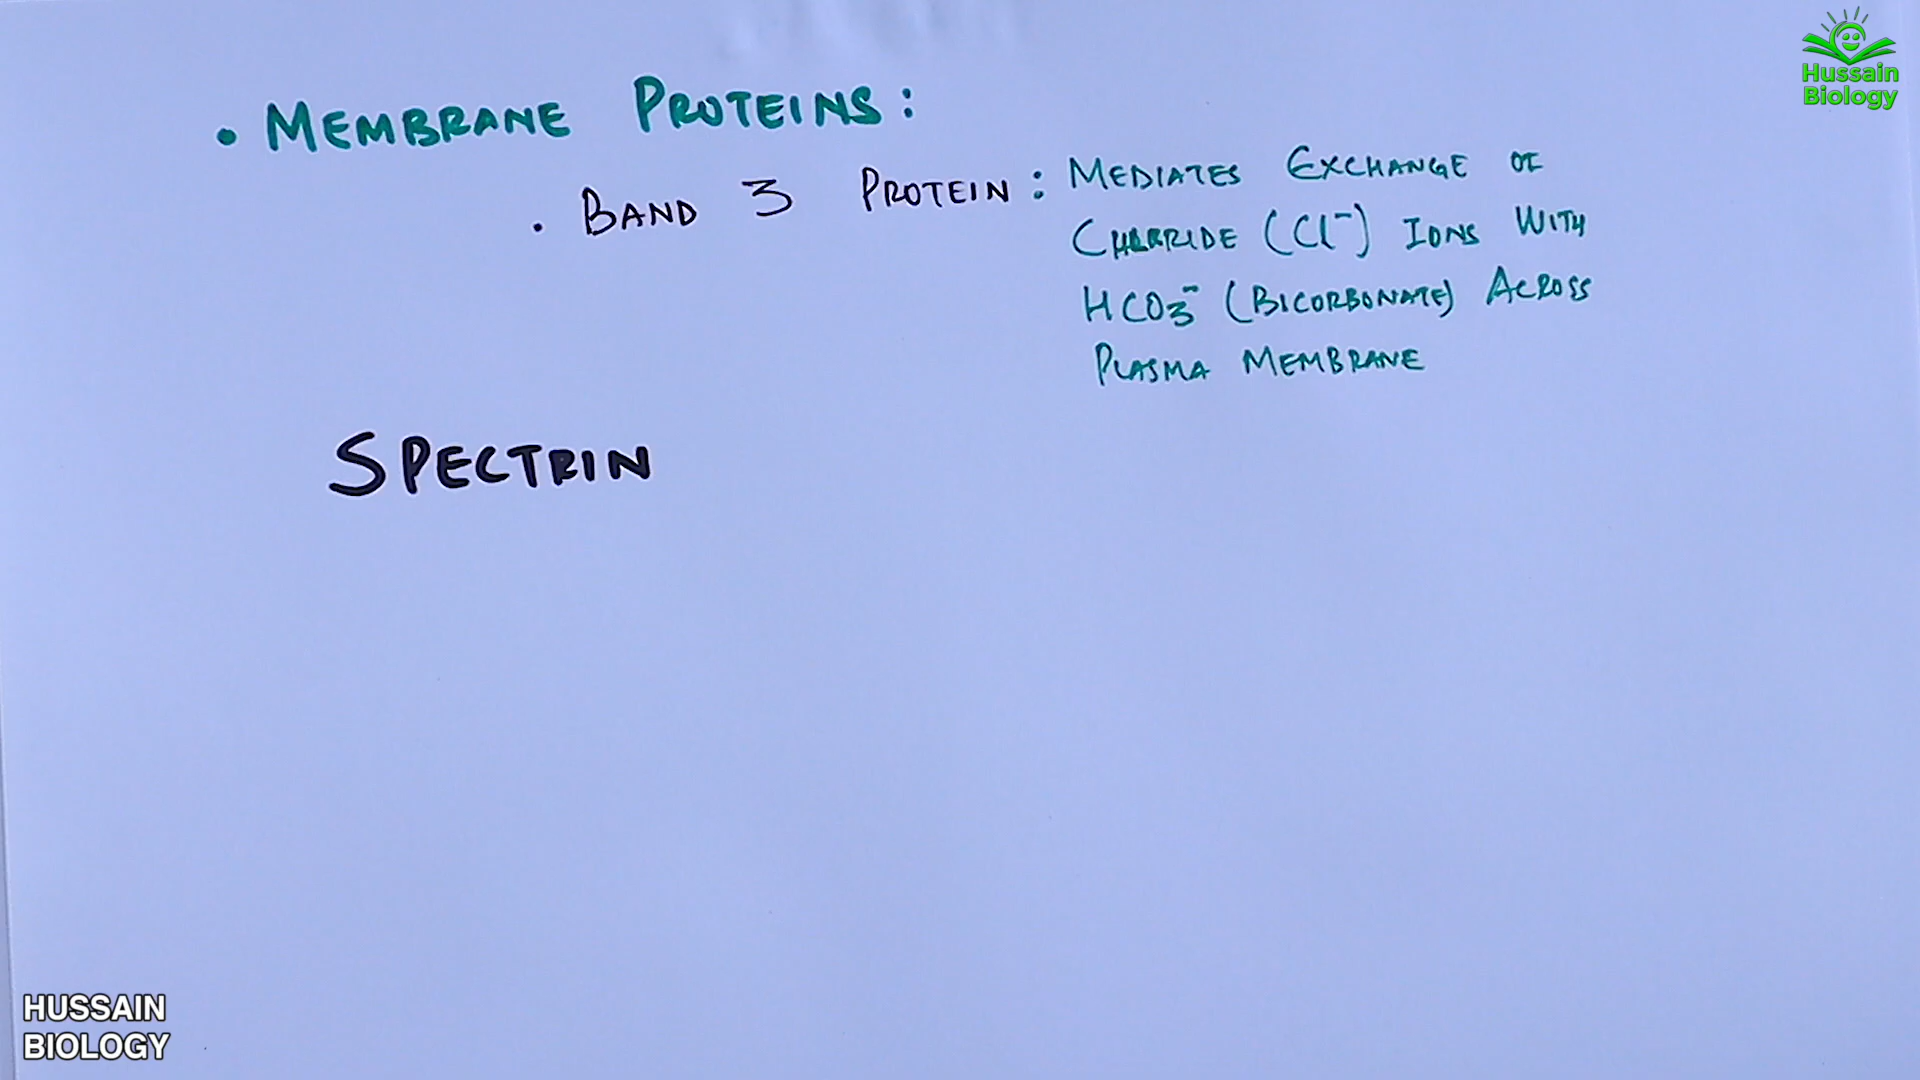 Hussain
Biology
• MEMBRANE PROTEINS:
• BAND 3 PROTEIN: MEDIATES EXCHANGE OF
CHLORIDE (Cl⁻) IONS WITH
HCO₃⁻ (BICORBONATE) ACROSS
PLASMA MEMBRANE
SPECTRIN
HUSSAIN
BIOLOGY